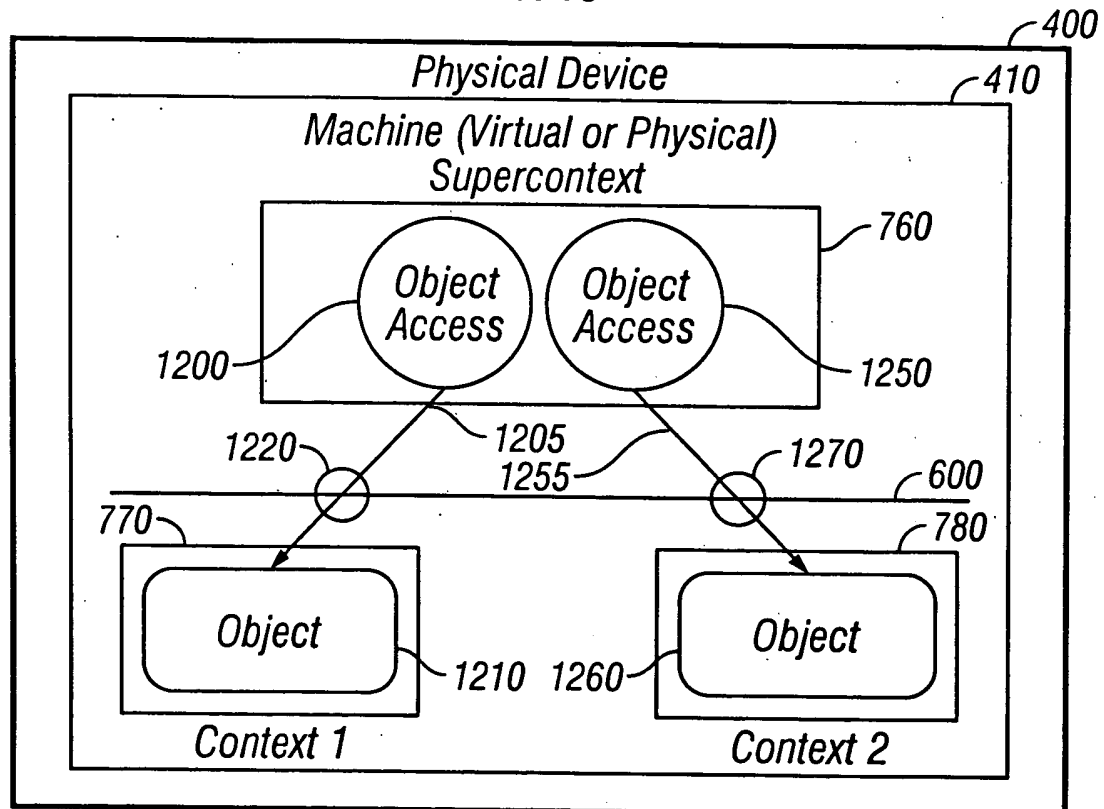 400
Physical Device
410
Machine (Virtual or Physical)
Supercontext
760
Object
Access
Object
Access
1200
1250
1205
1255
1220
1270
600
770
780
Object
Object
1210
1260
Context 1
Context 2